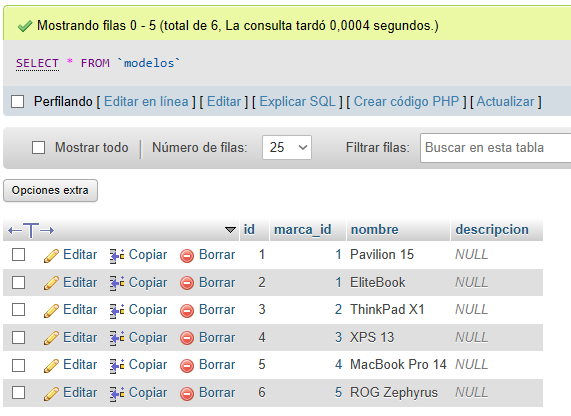 Mostrando filas 0 - 5 (total de 6, La consulta tardó 0,0004 segundos.)
SELECT * FROM `modelos`
Perfilando [ Editar en línea ] [ Editar ] [ Explicar SQL ] [ Crear código PHP ] [ Actualizar ]
Mostrar todo Número de filas: 25 Filtrar filas: Buscar en esta tabla
Opciones extra
id marca_id nombre descripcion
Editar Copiar Borrar 1 1 Pavilion 15 NULL
Editar Copiar Borrar 2 1 EliteBook NULL
Editar Copiar Borrar 3 2 ThinkPad X1 NULL
Editar Copiar Borrar 4 3 XPS 13 NULL
Editar Copiar Borrar 5 4 MacBook Pro 14 NULL
Editar Copiar Borrar 6 5 ROG Zephyrus NULL